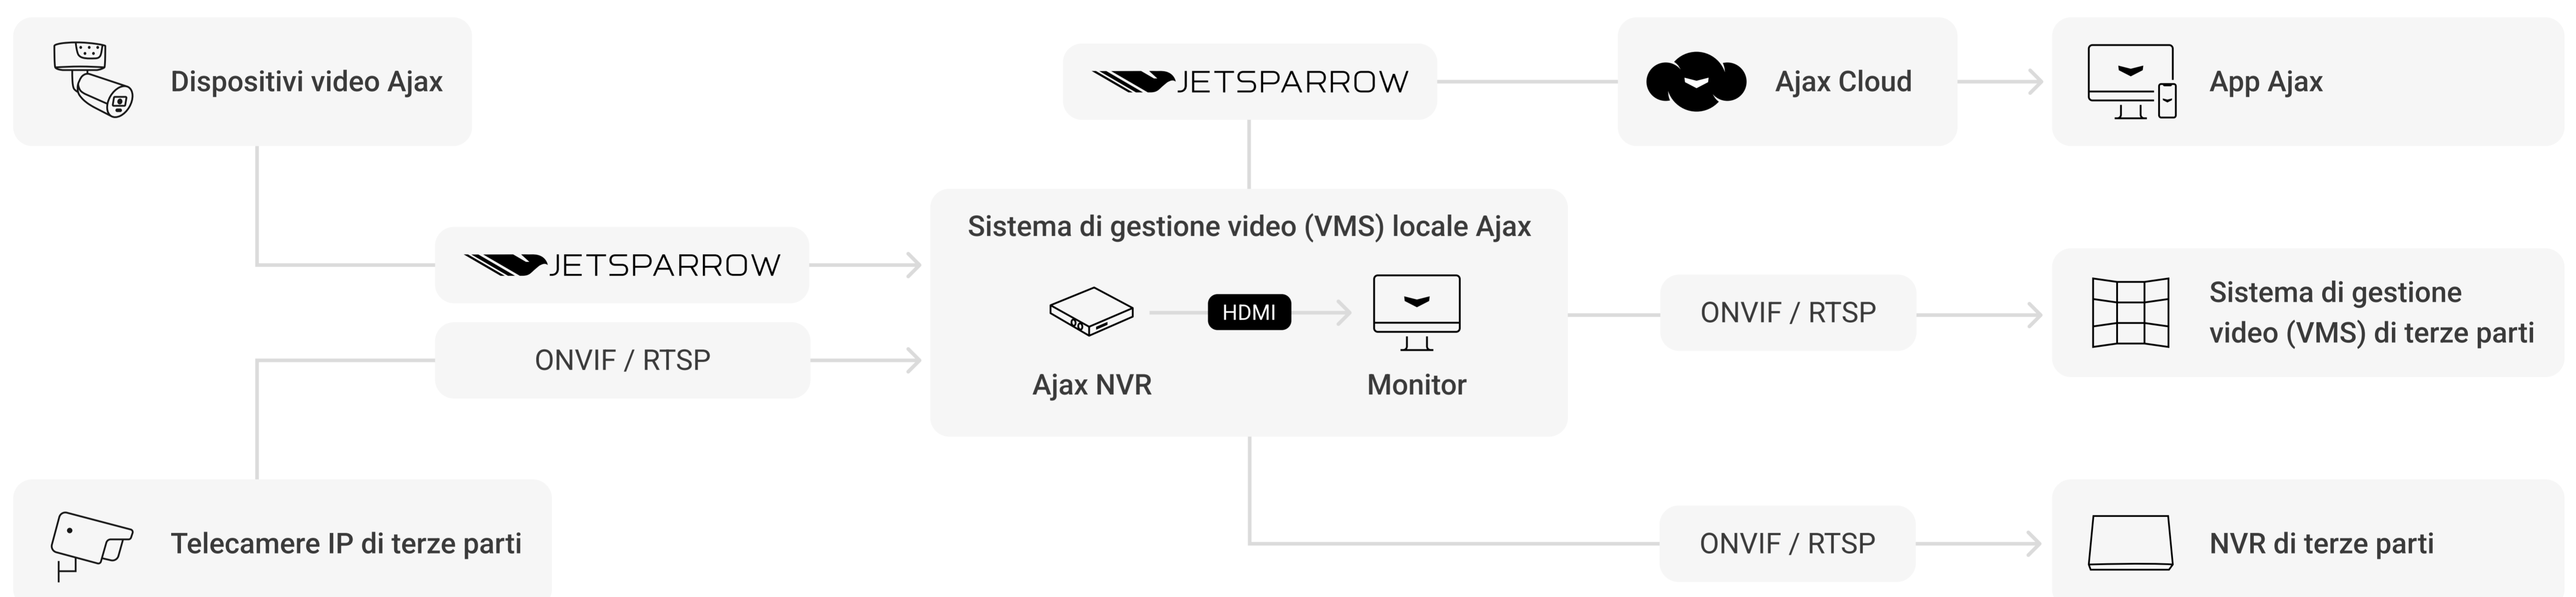 Dispositivi video Ajax
JETSPARROW
Ajax Cloud
App Ajax
JETSPARROW
ONVIF / RTSP
Sistema di gestione video (VMS) locale Ajax
HDMI
Ajax NVR
Monitor
ONVIF / RTSP
Sistema di gestione
video (VMS) di terze parti
Telecamere IP di terze parti
ONVIF / RTSP
NVR di terze parti